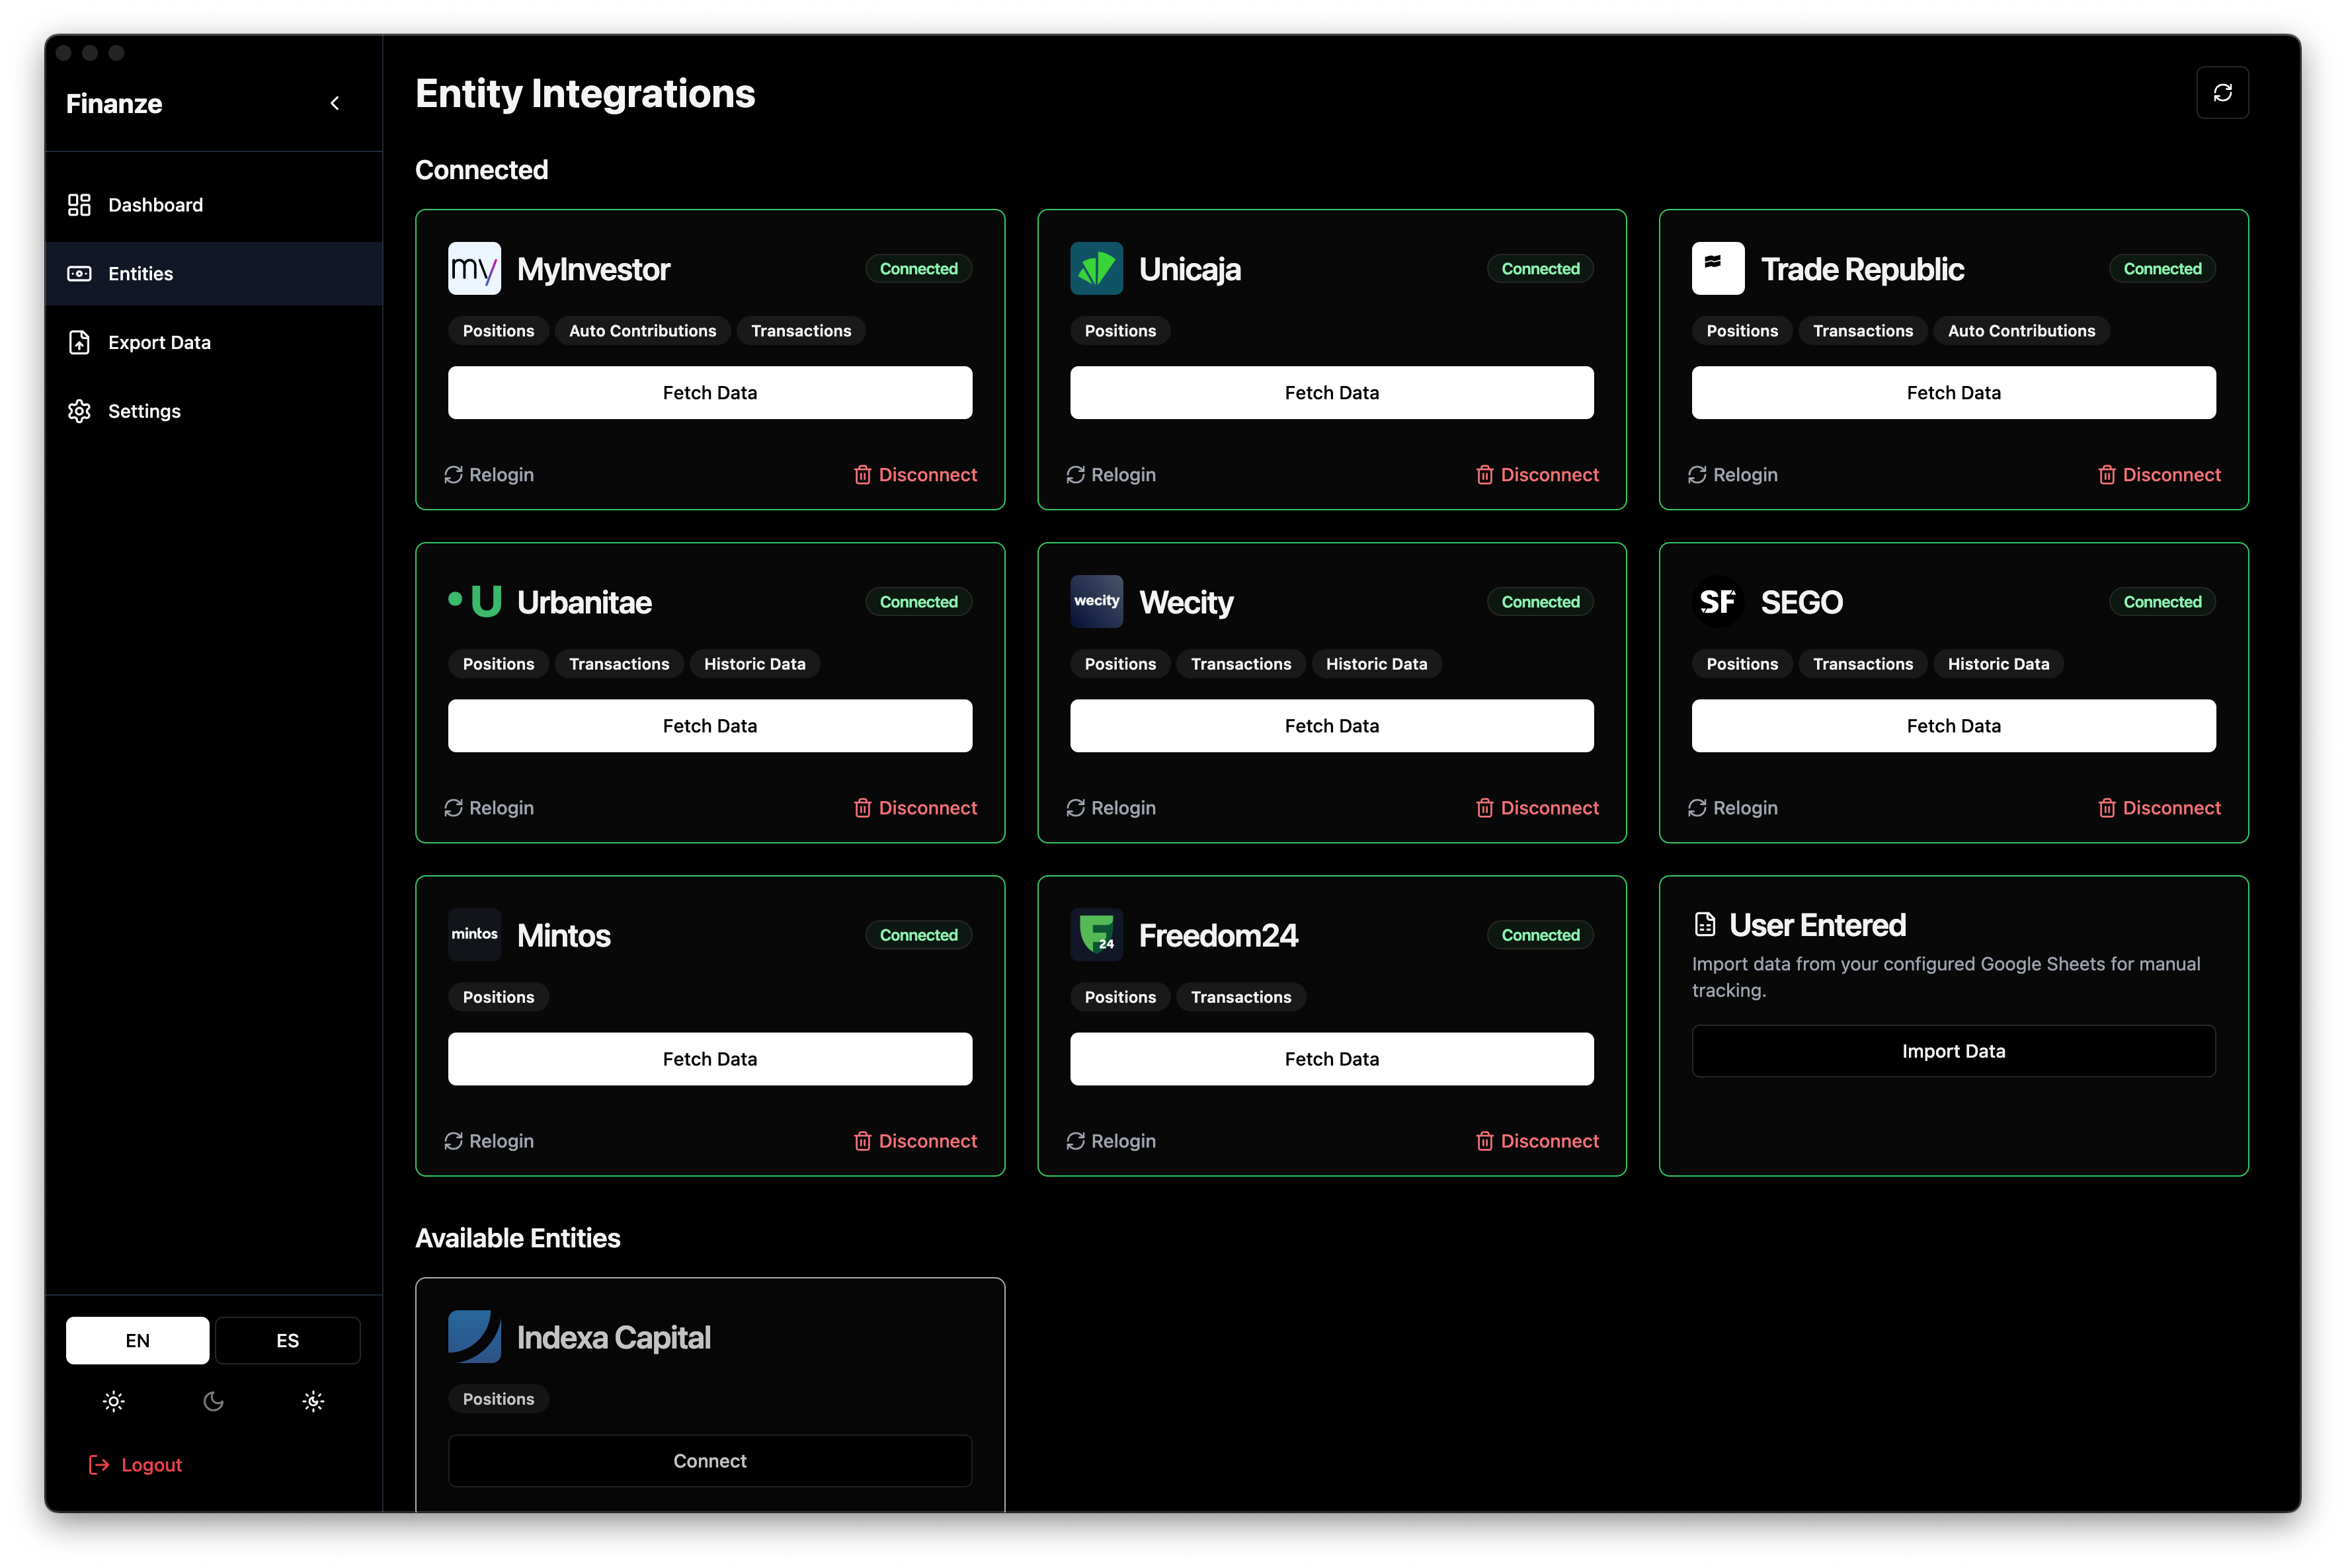 Finanze
Dashboard
Entities
Export Data
Settings
EN
ES
Logout
Entity Integrations
Connected
my
MyInvestor
Connected
Positions
Auto Contributions
Transactions
Fetch Data
Relogin
Disconnect
Unicaja
Connected
Positions
Fetch Data
Relogin
Disconnect
Trade Republic
Connected
Positions
Transactions
Auto Contributions
Fetch Data
Relogin
Disconnect
U
Urbanitae
Connected
Positions
Transactions
Historic Data
Fetch Data
Relogin
Disconnect
wecity
Wecity
Connected
Positions
Transactions
Historic Data
Fetch Data
Relogin
Disconnect
SF
SEGO
Connected
Positions
Transactions
Historic Data
Fetch Data
Relogin
Disconnect
mintos
Mintos
Connected
Positions
Fetch Data
Relogin
Disconnect
F24
Freedom24
Connected
Positions
Transactions
Fetch Data
Relogin
Disconnect
User Entered
Import data from your configured Google Sheets for manual
tracking.
Import Data
Available Entities
Indexa Capital
Positions
Connect